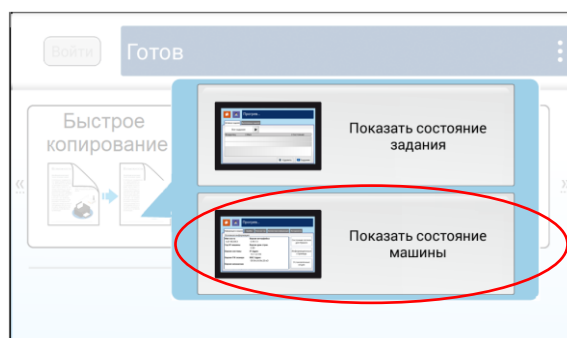 Войти
Готов
Быстрое
копирование
Показать состояние
задания
Показать состояние
машины